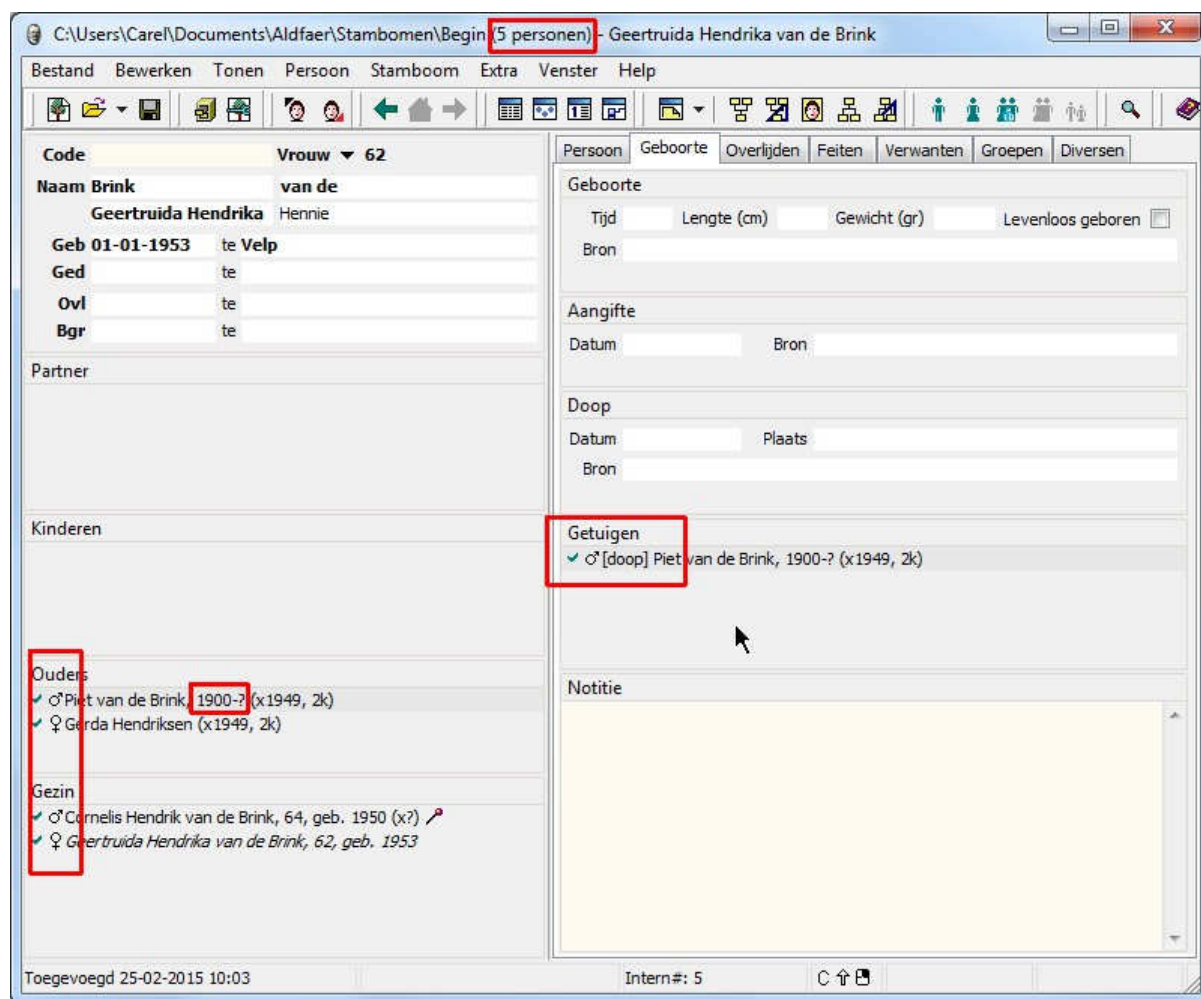 C:\Users\Carel\Documents\Aldfaer\Stambomen\Begin (5 personen) - Geertruida Hendrika van de Brink
Bestand Bewerken Tonen Persoon Stamboom Extra Venster Help
Code Vrouw 62
Naam Brink van de
Geertruida Hendrika Hennie
Geb 01-01-1953 te Velp
Ged te
Ovl te
Bgr te
Partner
Kinderen
Ouders
♂ Piet van de Brink, 1900-? (x1949, 2k)
♀ Gerda Hendriksen (x1949, 2k)
Gezin
♂ Cornelis Hendrik van de Brink, 64, geb. 1950 (x?)
♀ Geertruida Hendrika van de Brink, 62, geb. 1953
Persoon Geboorte Overlijden Feiten Verwanten Groepen Diversen
Geboorte
Tijd Lengte (cm) Gewicht (gr) Levenloos geboren
Bron
Aangifte
Datum Bron
Doop
Datum Plaats
Bron
Getuigen
♂ [doop] Piet van de Brink, 1900-? (x1949, 2k)
Notitie
Toegevoegd 25-02-2015 10:03 Intern#: 5 C